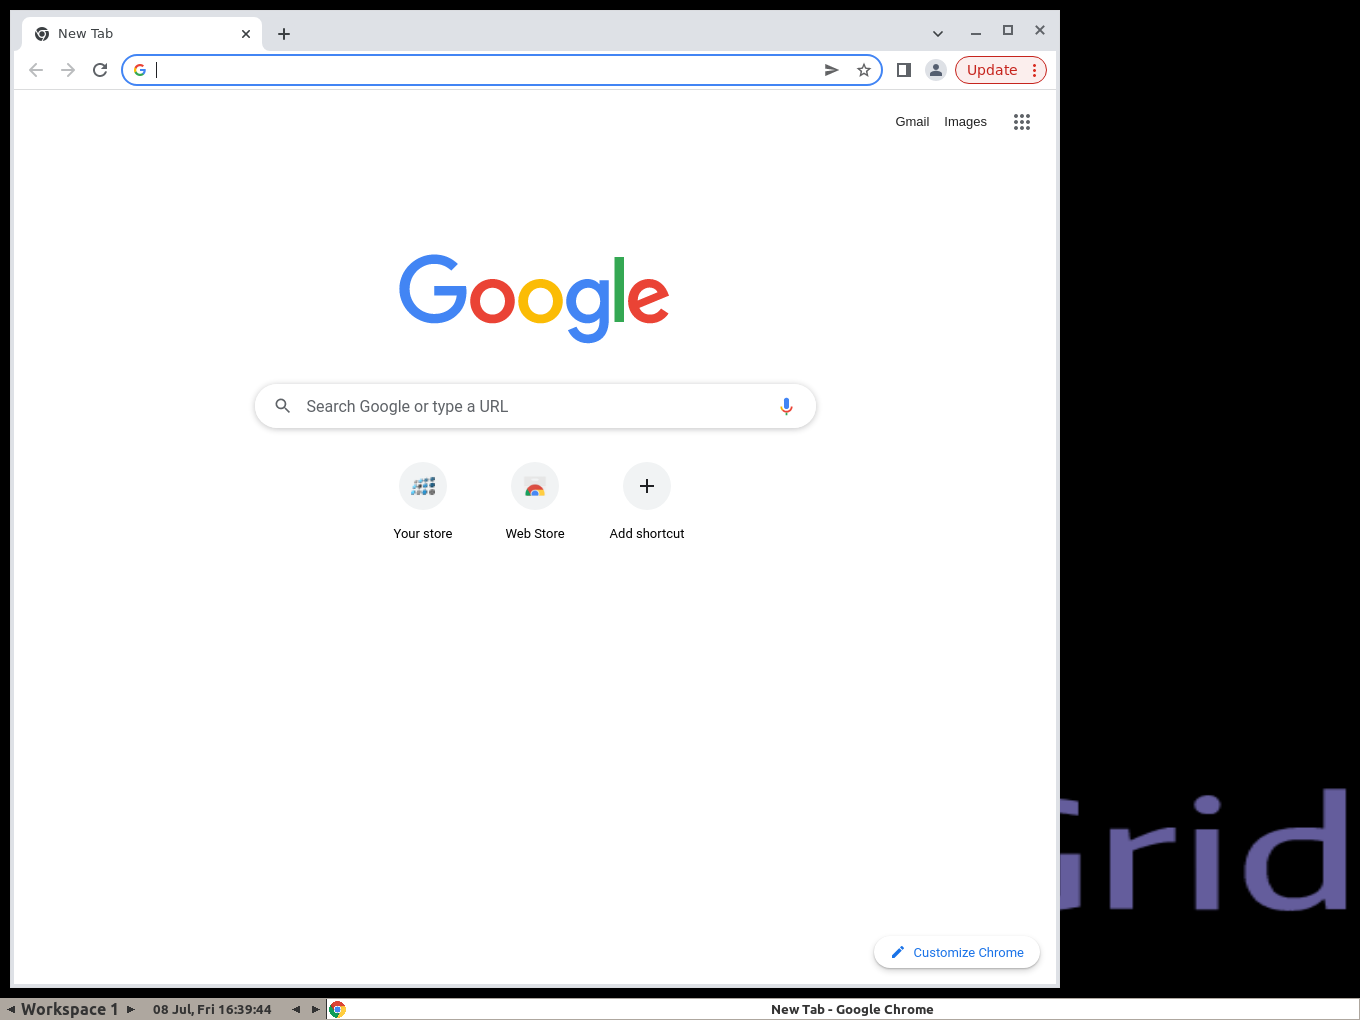 New Tab
Update
Gmail Images
Google
Search Google or type a URL
Your store Web Store Add shortcut
rid
Customize Chrome
Workspace 1 08 Jul, Fri 16:39:44 New Tab - Google Chrome